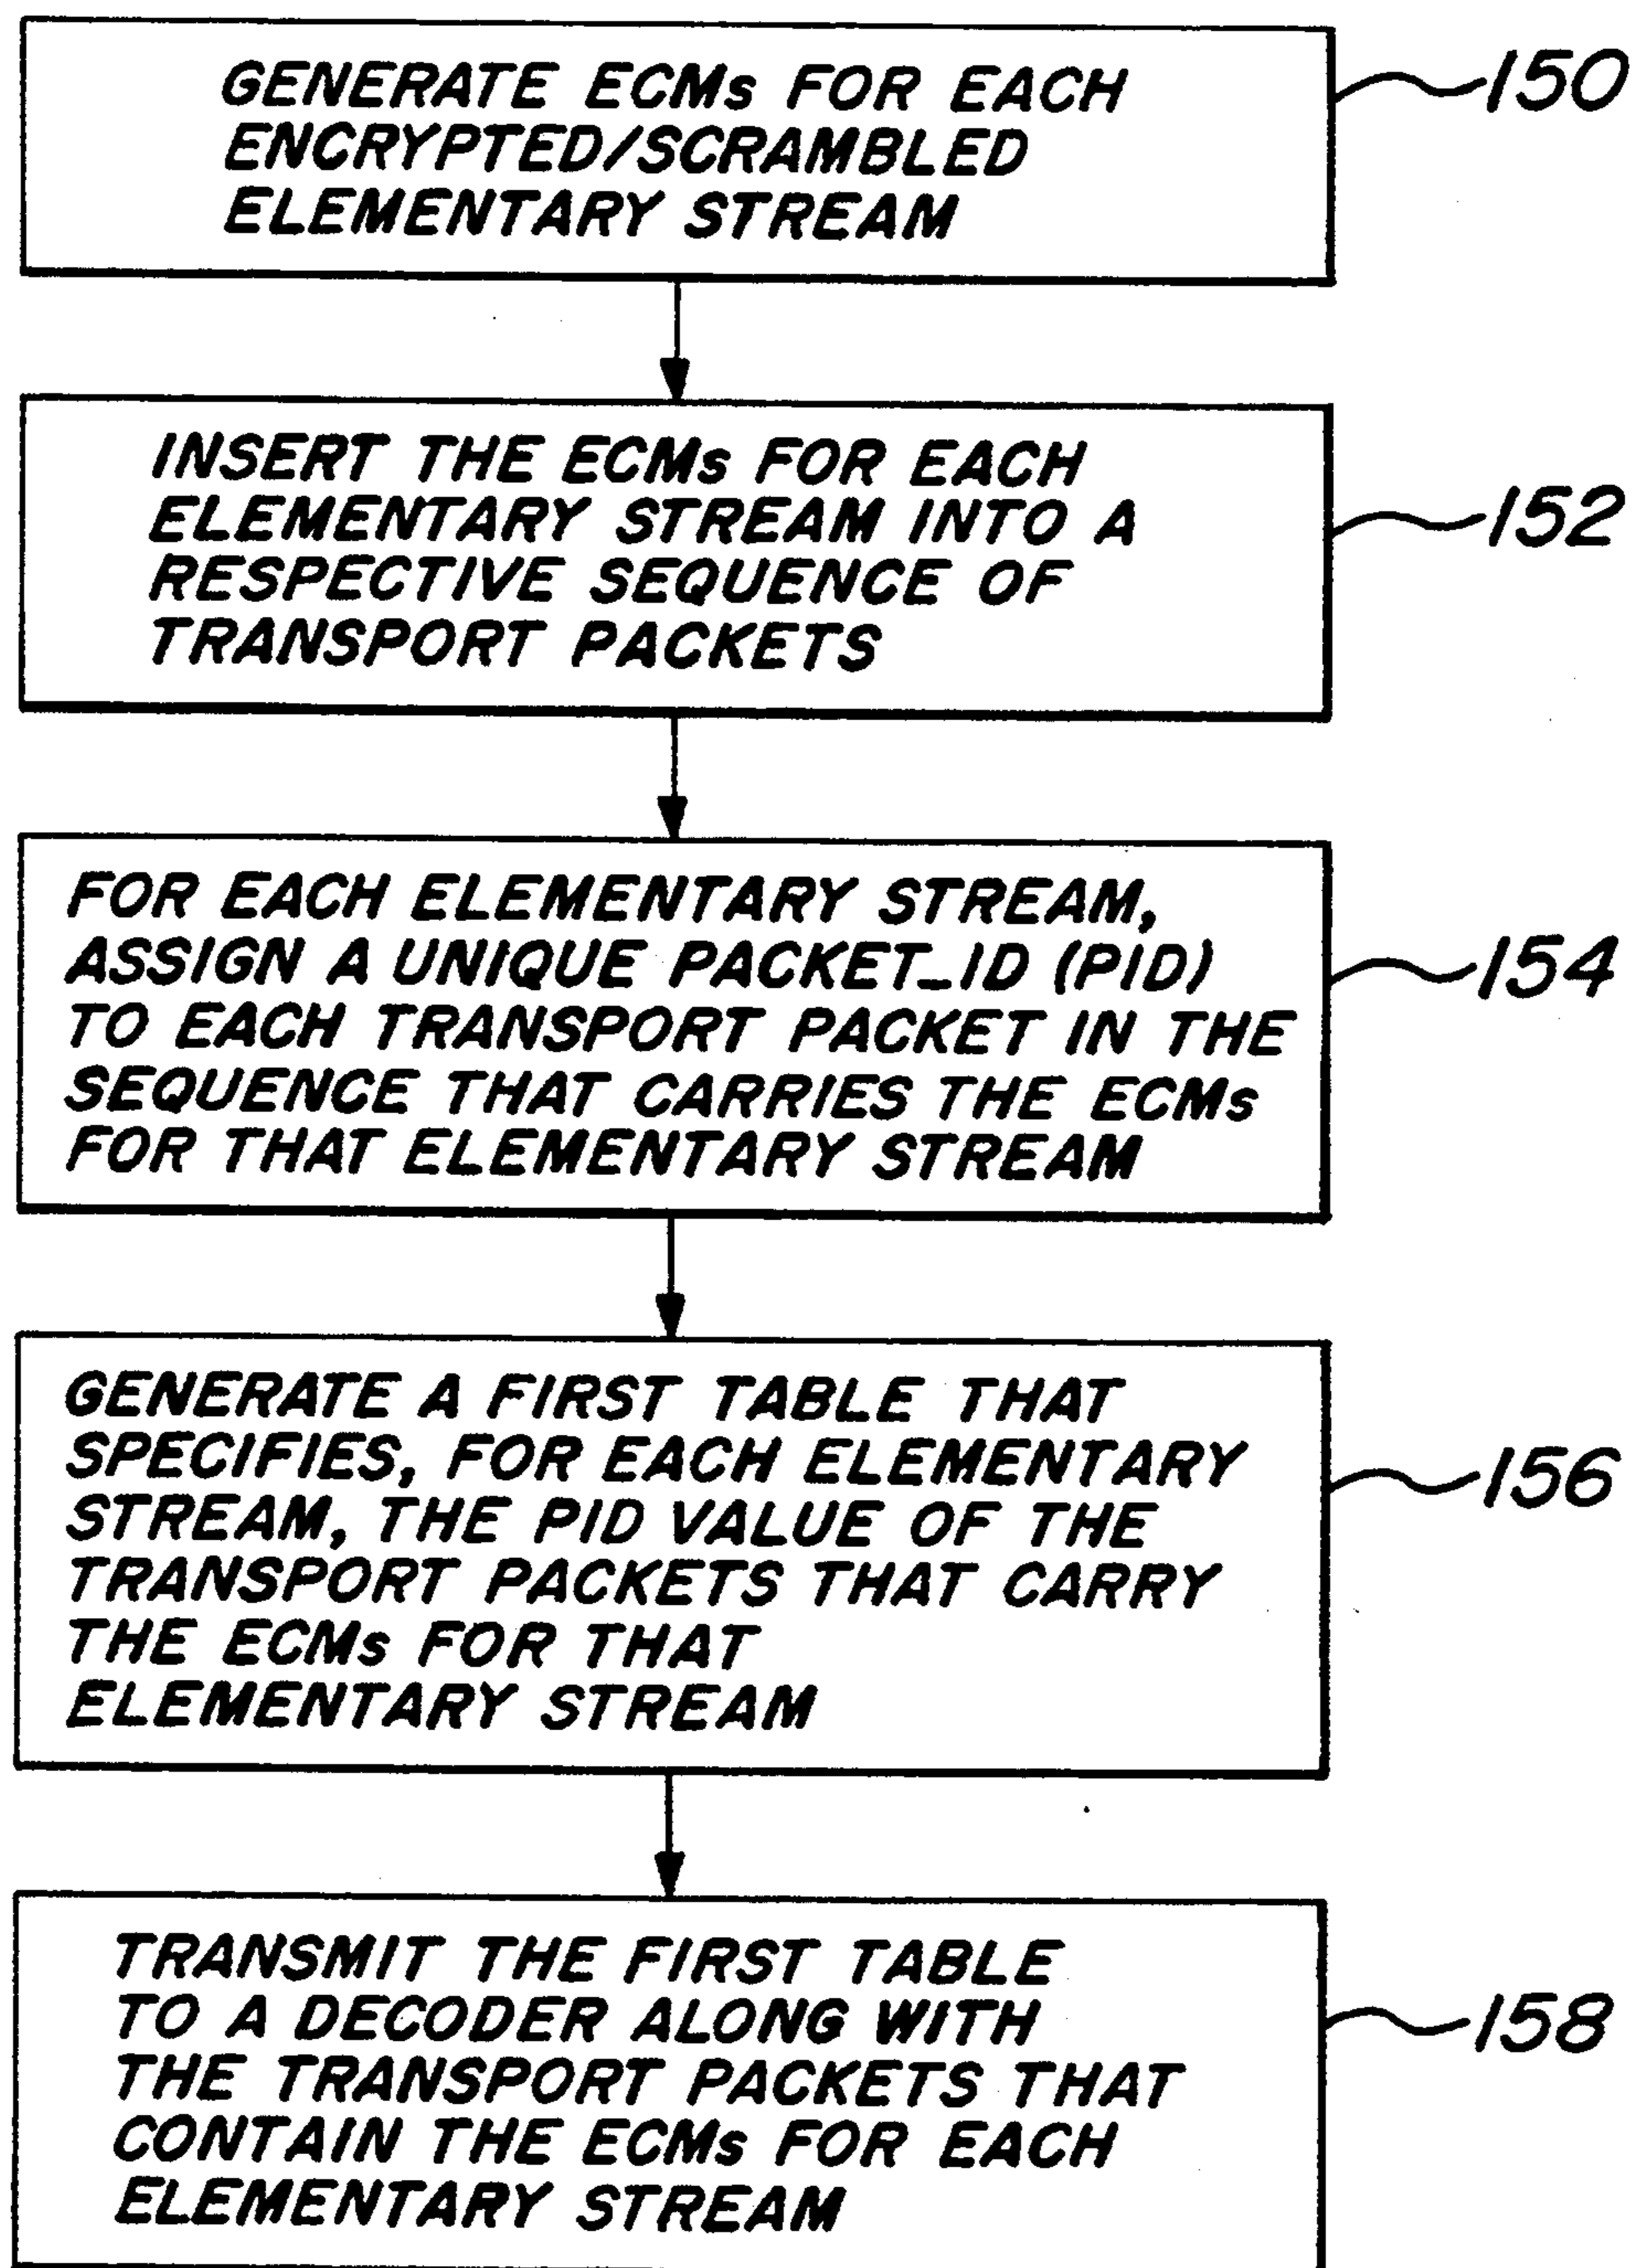 GENERATE ECMs FOR EACH
ENCRYPTED/SCRAMBLED
ELEMENTARY STREAM
150
INSERT THE ECMs FOR EACH
ELEMENTARY STREAM INTO A
RESPECTIVE SEQUENCE OF
TRANSPORT PACKETS
152
FOR EACH ELEMENTARY STREAM,
ASSIGN A UNIQUE PACKET_ID (PID)
TO EACH TRANSPORT PACKET IN THE
SEQUENCE THAT CARRIES THE ECMs
FOR THAT ELEMENTARY STREAM
154
GENERATE A FIRST TABLE THAT
SPECIFIES, FOR EACH ELEMENTARY
STREAM, THE PID VALUE OF THE
TRANSPORT PACKETS THAT CARRY
THE ECMs FOR THAT
ELEMENTARY STREAM
156
TRANSMIT THE FIRST TABLE
TO A DECODER ALONG WITH
THE TRANSPORT PACKETS THAT
CONTAIN THE ECMs FOR EACH
ELEMENTARY STREAM
158